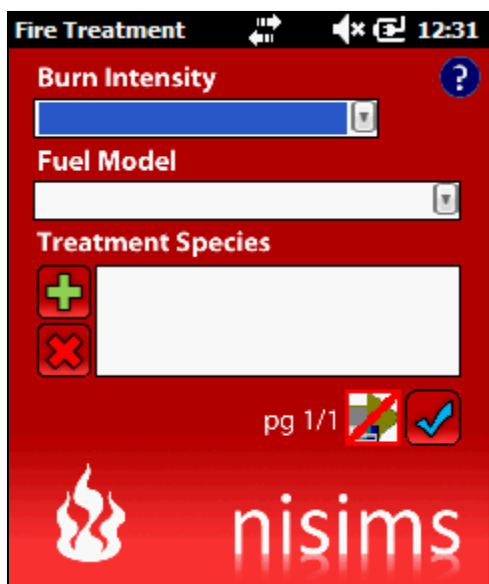 Fire Treatment 12:31
Burn Intensity ?
Fuel Model
Treatment Species
pg 1/1
nisims